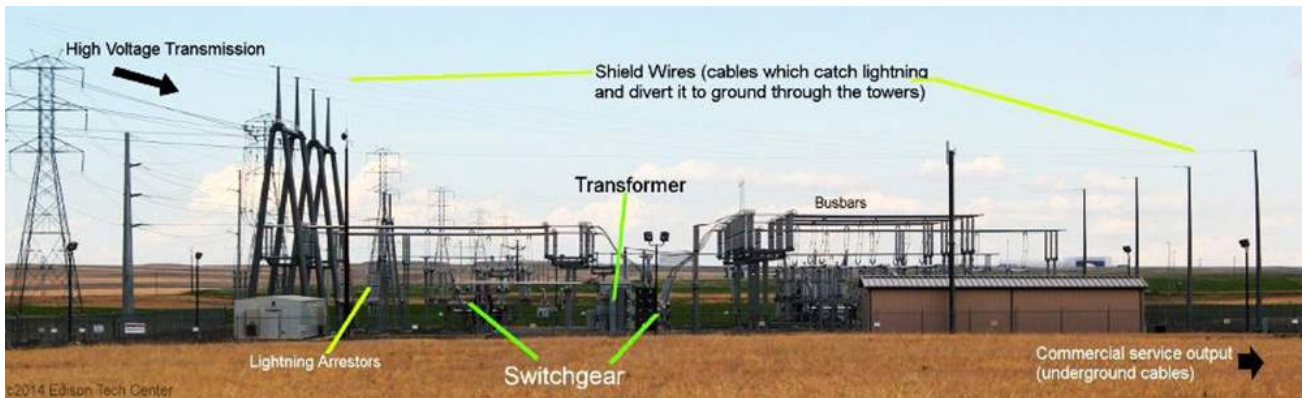 High Voltage Transmission
Shield Wires (cables which catch lightning
and divert it to ground through the towers)
Transformer
Busbars
Lightning Arrestors
Switchgear
Commercial service output
(underground cables)
c2014 Edison Tech Center